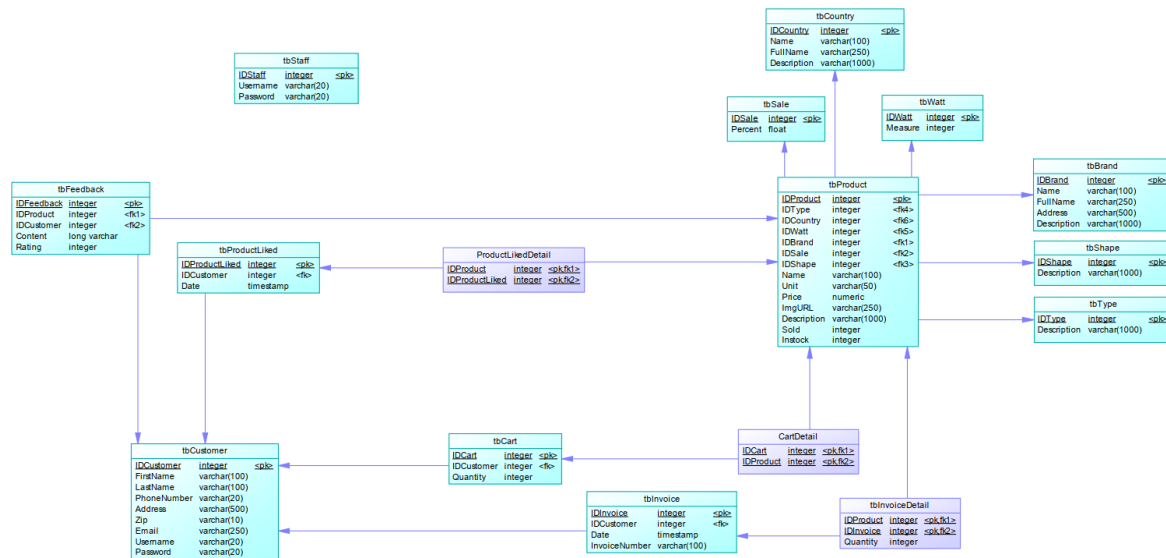 tbCountry
IDCountry integer <pk>
Name varchar(100)
FullName varchar(250)
Description varchar(1000)
tbStaff
IDStaff integer <pk>
Username varchar(20)
Password varchar(20)
tbSale
IDSale integer <pk>
Percent float
tbWatt
IDWatt integer <pk>
Measure integer
tbBrand
IDBrand integer <pk>
Name varchar(100)
FullName varchar(250)
Address varchar(500)
Description varchar(1000)
tbFeedback
IDFeedback integer <pk>
IDProduct integer <fk1>
IDCustomer integer <fk2>
Content long varchar
Rating integer
tbProduct
IDProduct integer <pk>
IDType integer <fk4>
IDCountry integer <fk6>
IDWatt integer <fk5>
IDBrand integer <fk1>
IDSale integer <fk2>
IDShape integer <fk3>
Name varchar(100)
Unit varchar(50)
Price numeric
ImgURL varchar(250)
Description varchar(1000)
Sold integer
Instock integer
tbProductLiked
IDProductLiked integer <pk>
IDCustomer integer <fk>
Date timestamp
ProductLikedDetail
IDProduct integer <pk,fk1>
IDProductLiked integer <pk,fk2>
tbShape
IDShape integer <pk>
Description varchar(1000)
tbType
IDType integer <pk>
Description varchar(1000)
tbCustomer
IDCustomer integer <pk>
FirstName varchar(100)
LastName varchar(100)
PhoneNumber varchar(20)
Address varchar(500)
Zip varchar(10)
Email varchar(250)
Username varchar(20)
Password varchar(20)
tbCart
IDCart integer <pk>
IDCustomer integer <fk>
Quantity integer
CartDetail
IDCart integer <pk,fk1>
IDProduct integer <pk,fk2>
tbInvoice
IDInvoice integer <pk>
IDCustomer integer <fk>
Date timestamp
InvoiceNumber varchar(100)
tbInvoiceDetail
IDProduct integer <pk,fk1>
IDInvoice integer <pk,fk2>
Quantity integer